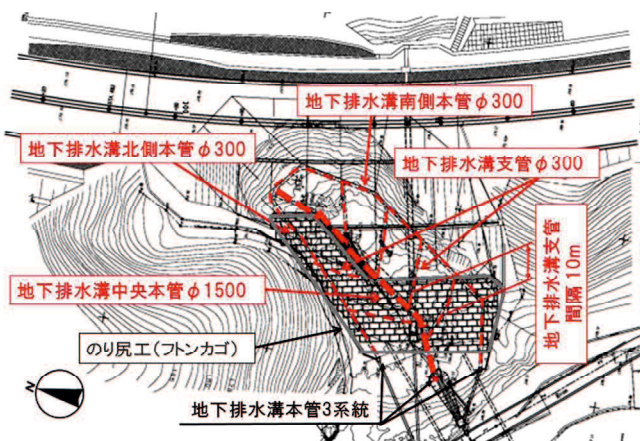 地下排水溝南側本管φ300
地下排水溝北側本管φ300
地下排水溝支管φ300
地下排水溝支管
間隔10m
地下排水溝中央本管φ1500
のり尻工(フトンカゴ)
地下排水溝本管3系統
N